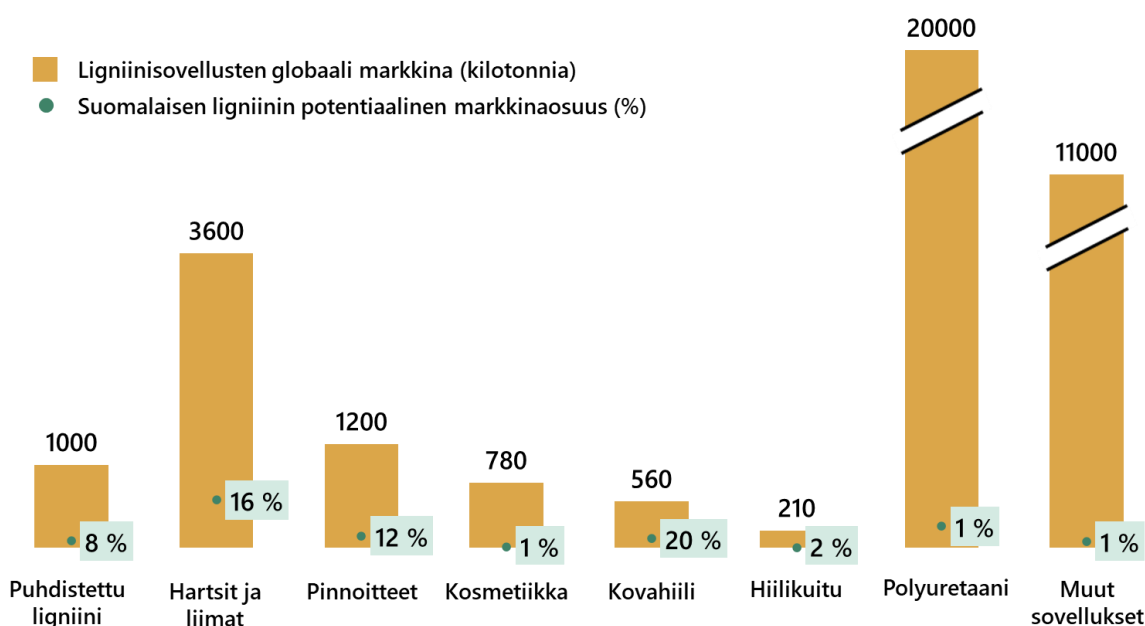 20000
Ligniinisovellusten globaali markkina (kilotonnia)
Suomalaisen ligniinin potentiaalinen markkinaosuus (%)
11000
3600
1000
1200
780
560
210
8 %
16 %
12 %
1 %
20 %
2 %
1 %
1 %
Puhdistettu
ligniini
Hartsit ja
liimat
Pinnoitteet
Kosmetiikka
Kovahiili
Hiilikuitu
Polyuretaani
Muut
sovellukset